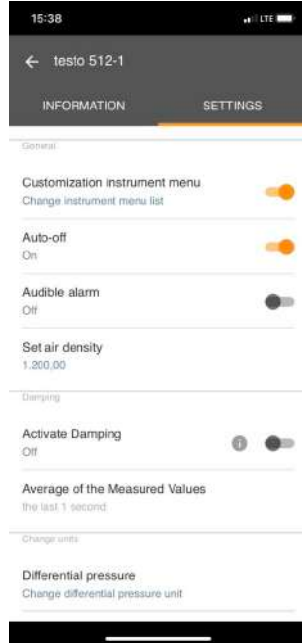 15:38
LTE
testo 512-1
INFORMATION
SETTINGS
General
Customization instrument menu
Change instrument menu list
Auto-off
On
Audible alarm
Off
Set air density
1.200,00
Damping
Activate Damping
Off
Average of the Measured Values
the last 1 second
Change units
Differential pressure
Change differential pressure unit